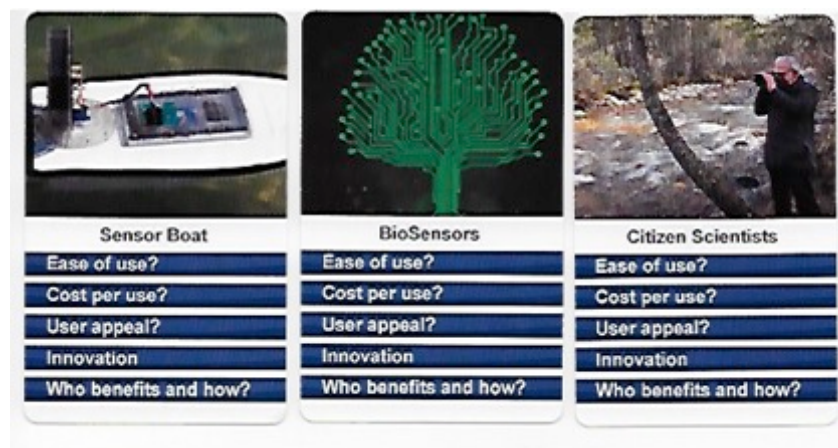 Sensor Boat
Ease of use?
Cost per use?
User appeal?
Innovation
Who benefits and how?
BioSensors
Ease of use?
Cost per use?
User appeal?
Innovation
Who benefits and how?
Citizen Scientists
Ease of use?
Cost per use?
User appeal?
Innovation
Who benefits and how?